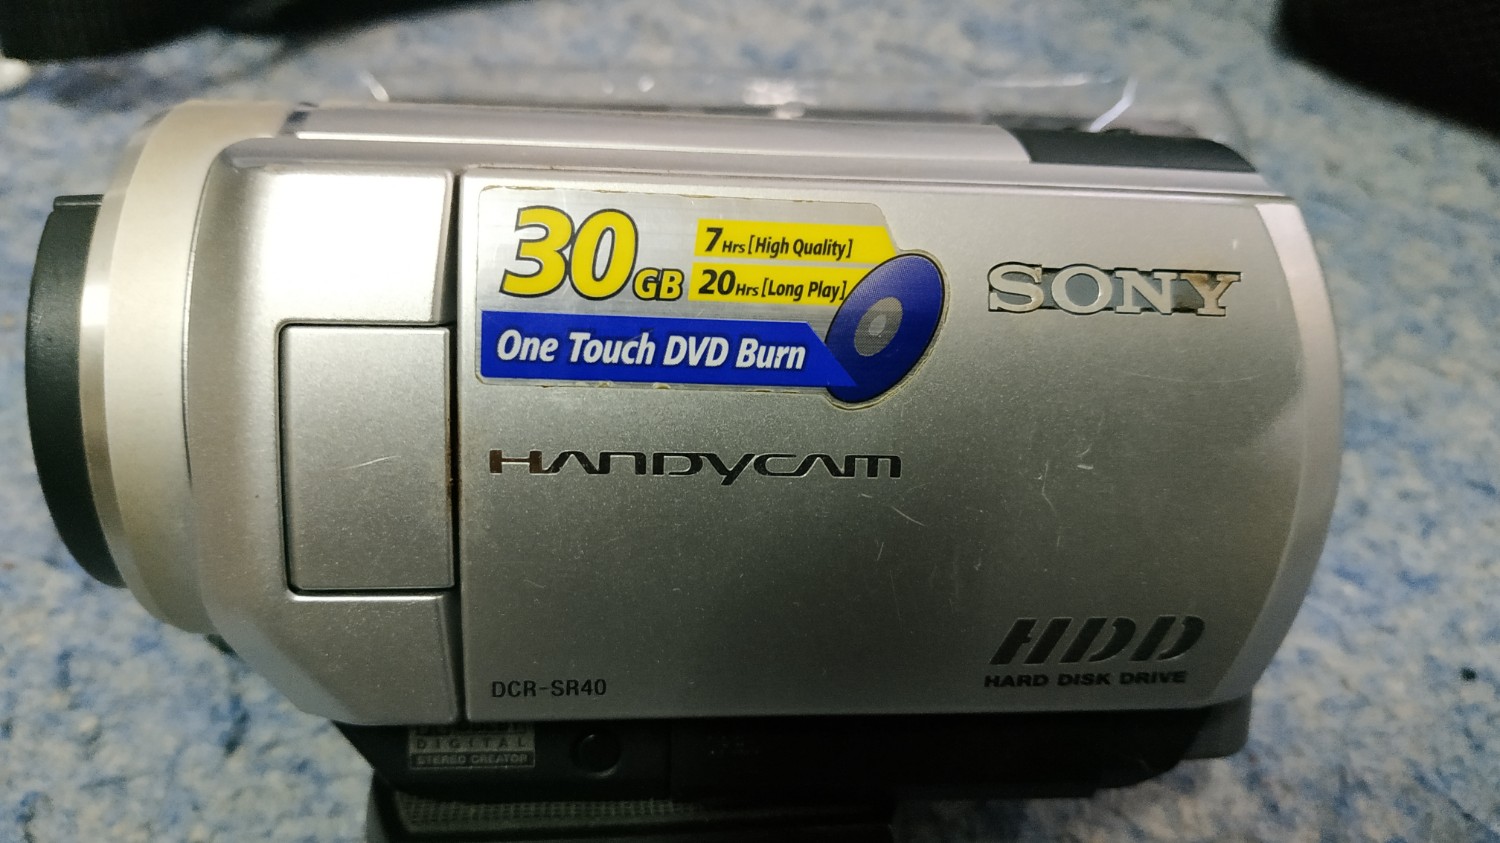 30GB
7Hrs [High Quality]
20Hrs [Long Play]
One Touch DVD Burn
SONY
HANDYCAM
HDD
HARD DISK DRIVE
DCR-SR40
DIGITAL
STEREO CREATOR